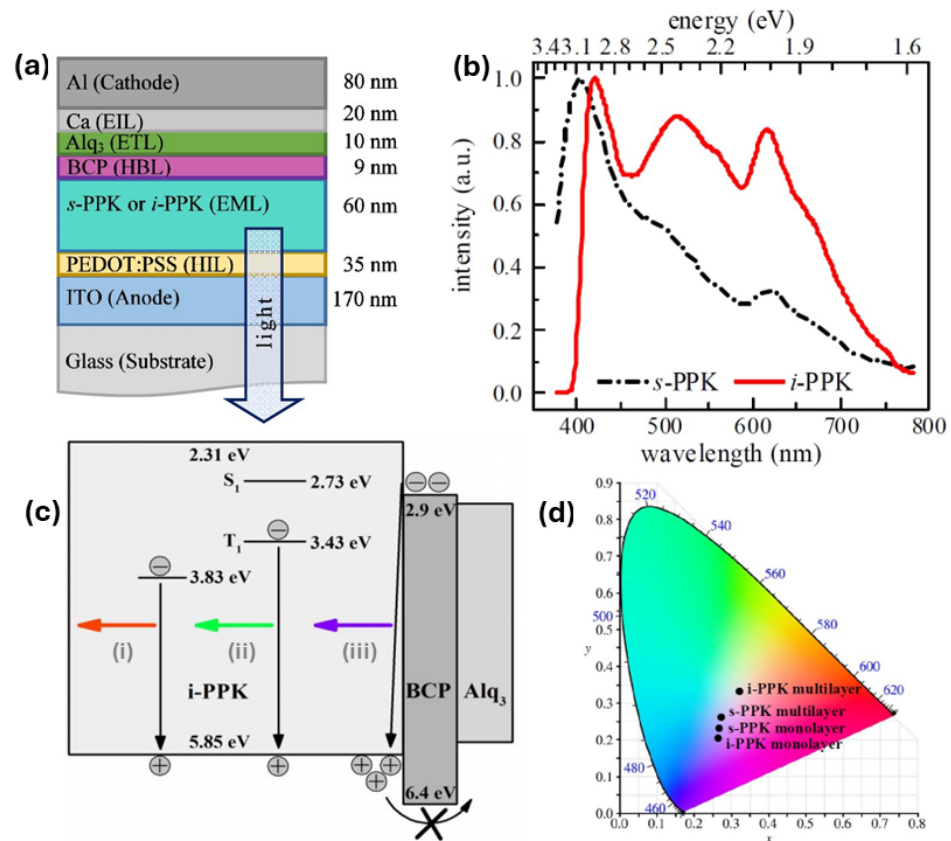 (a)
Al (Cathode) 80 nm
Ca (EIL) 20 nm
Alq3 (ETL) 10 nm
BCP (HBL) 9 nm
s-PPK or i-PPK (EML) 60 nm
PEDOT:PSS (HIL) 35 nm
ITO (Anode) 170 nm
light
Glass (Substrate)
(b)
energy (eV)
3.43 3.1 2.8 2.5 2.2 1.9 1.6
intensity (a.u.)
1.0
0.8
0.6
0.4
0.2
0.0
s-PPK i-PPK
400 500 600 700 800
wavelength (nm)
(c)
2.31 eV
S1 2.73 eV
2.9 eV
T1 3.43 eV
3.83 eV
(i) (ii) (iii)
i-PPK BCP Alq3
5.85 eV
6.4 eV
(d)
0.9
0.8
0.7
0.6
0.5
0.4
0.3
0.2
0.1
0.0
y
520
540
560
500
580
600
620
i-PPK multilayer
s-PPK multilayer
s-PPK monolayer
i-PPK monolayer
480
460
0.0 0.1 0.2 0.3 0.4 0.5 0.6 0.7 0.8
x